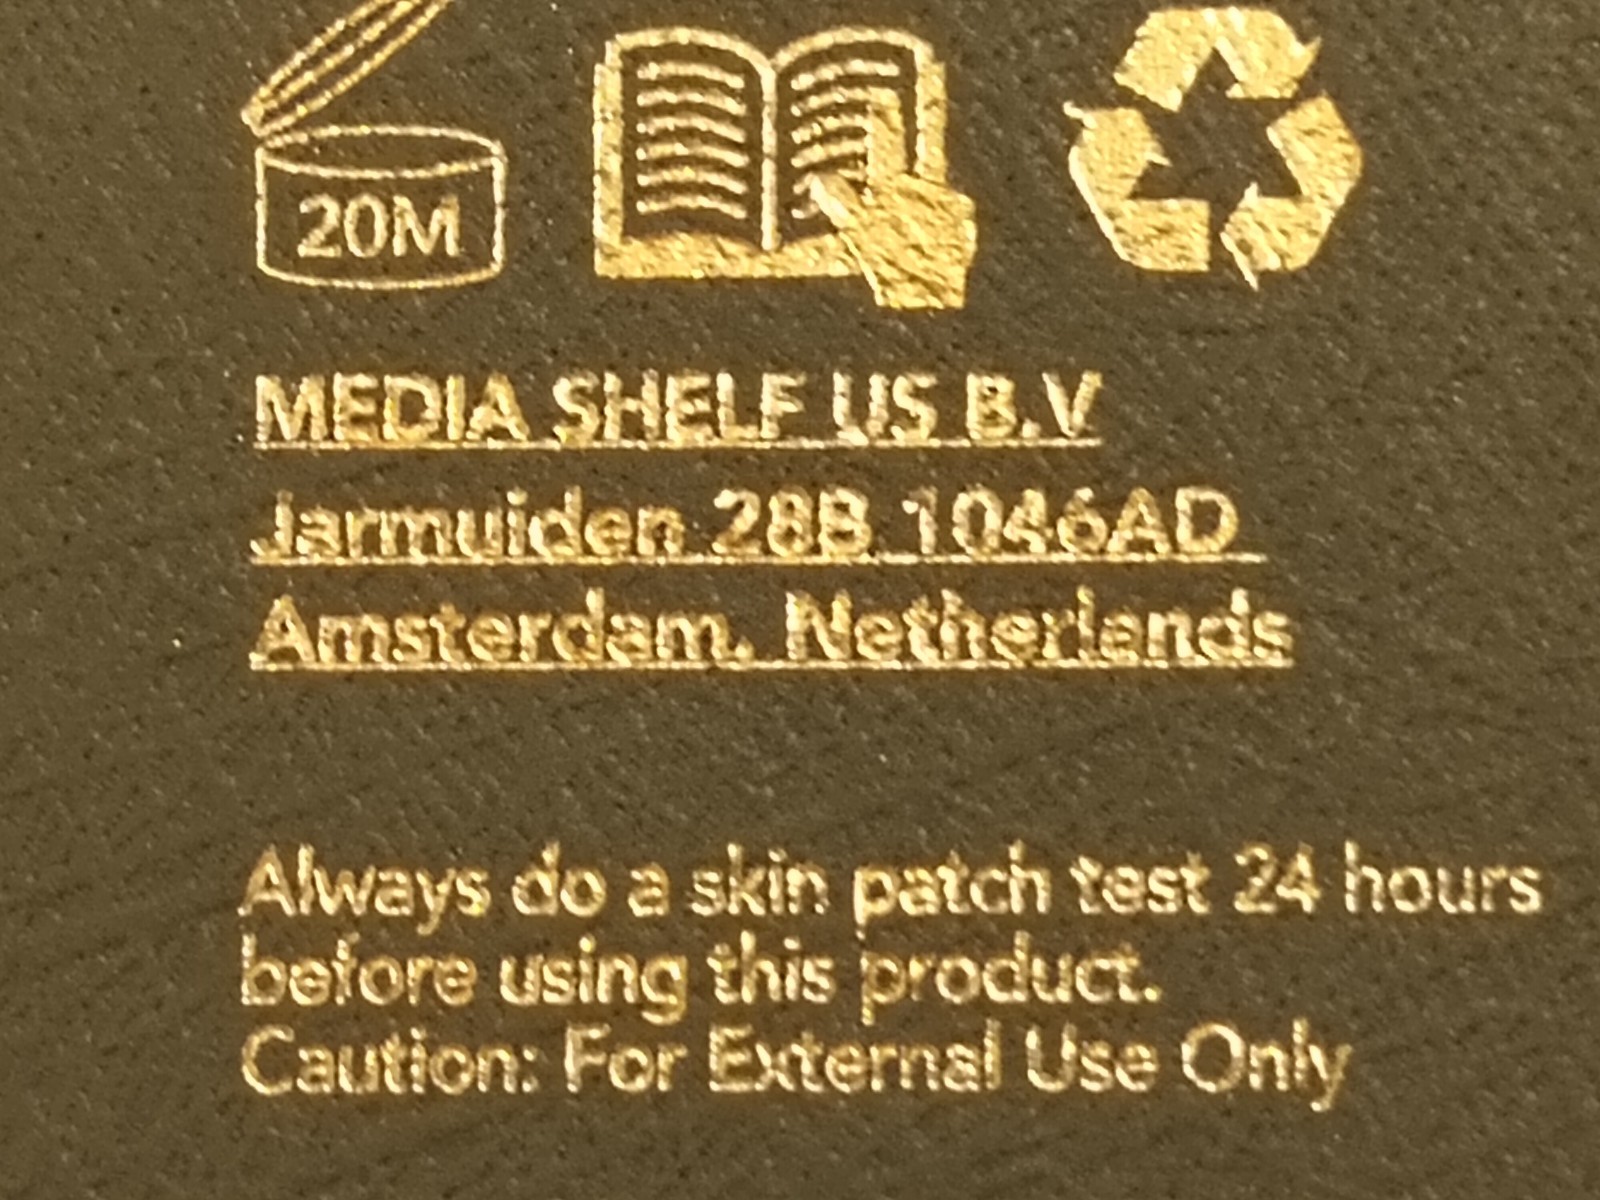 20M
MEDIA SHELF US B.V
Jarmuiden 28B 1046AD
Amsterdam, Netherlands
Always do a skin patch test 24 hours
before using this product.
Caution: For External Use Only